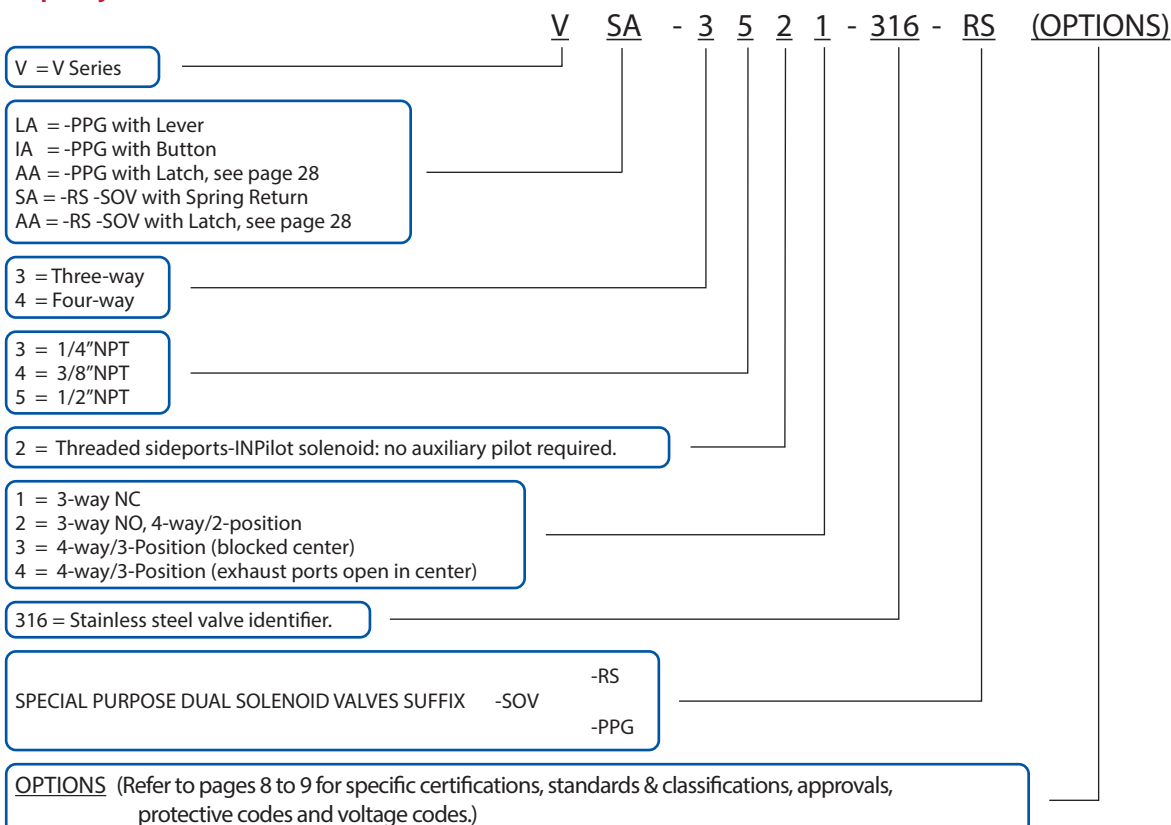 V SA - 3 5 2 1 - 316 - RS (OPTIONS)
V = V Series
LA = -PPG with Lever
IA = -PPG with Button
AA = -PPG with Latch, see page 28
SA = -RS -SOV with Spring Return
AA = -RS -SOV with Latch, see page 28
3 = Three-way
4 = Four-way
3 = 1/4"NPT
4 = 3/8"NPT
5 = 1/2"NPT
2 = Threaded sideports-INPilot solenoid: no auxiliary pilot required.
1 = 3-way NC
2 = 3-way NO, 4-way/2-position
3 = 4-way/3-Position (blocked center)
4 = 4-way/3-Position (exhaust ports open in center)
316 = Stainless steel valve identifier.
-RS
SPECIAL PURPOSE DUAL SOLENOID VALVES SUFFIX -SOV
-PPG
OPTIONS (Refer to pages 8 to 9 for specific certifications, standards & classifications, approvals,
protective codes and voltage codes.)